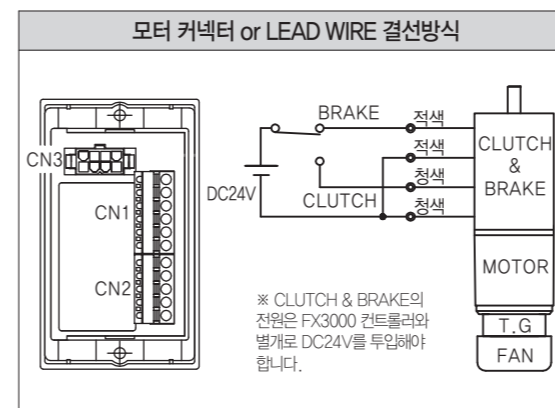 모터 커넥터 or LEAD WIRE 결선방식
CN3
CN1
CN2
DC24V
BRAKE
CLUTCH
적색
적색
청색
청색
CLUTCH
&
BRAKE
MOTOR
T.G
FAN
※ CLUTCH & BRAKE의
전원은 FX3000 컨트롤러와
별개로 DC24V를 투입해야
합니다.